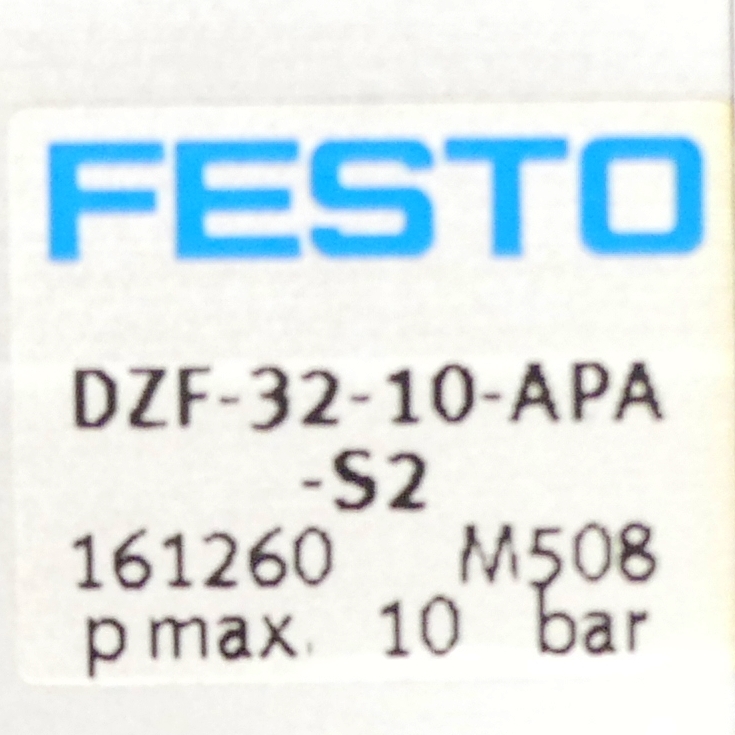 FESTO
DZF-32-10-APA
-S2
161260 M508
p max. 10 bar